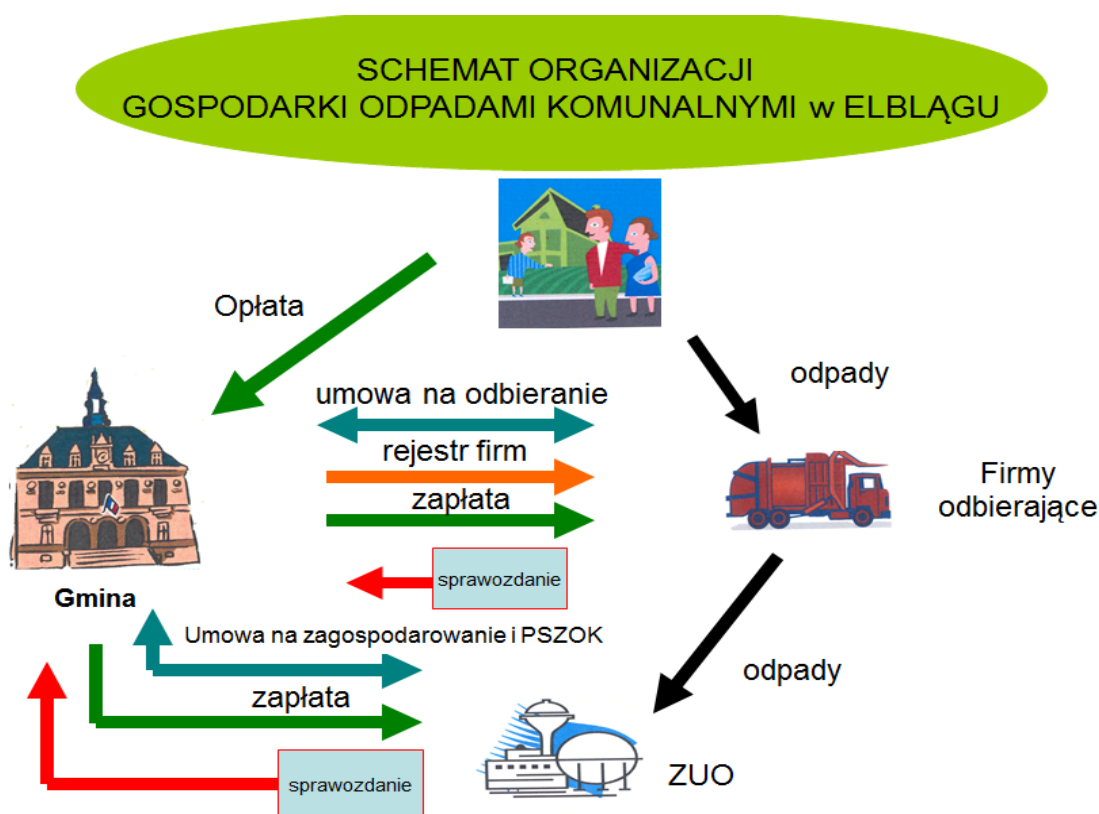 SCHEMAT ORGANIZACJI
GOSPODARKI ODPADAMI KOMUNALNYMI w ELBLĄGU
Opłata
odpady
umowa na odbieranie
rejestr firm
zapłata
Firmy
odbierające
sprawozdanie
Gmina
Umowa na zagospodarowanie i PSZOK
odpady
zapłata
sprawozdanie
ZUO